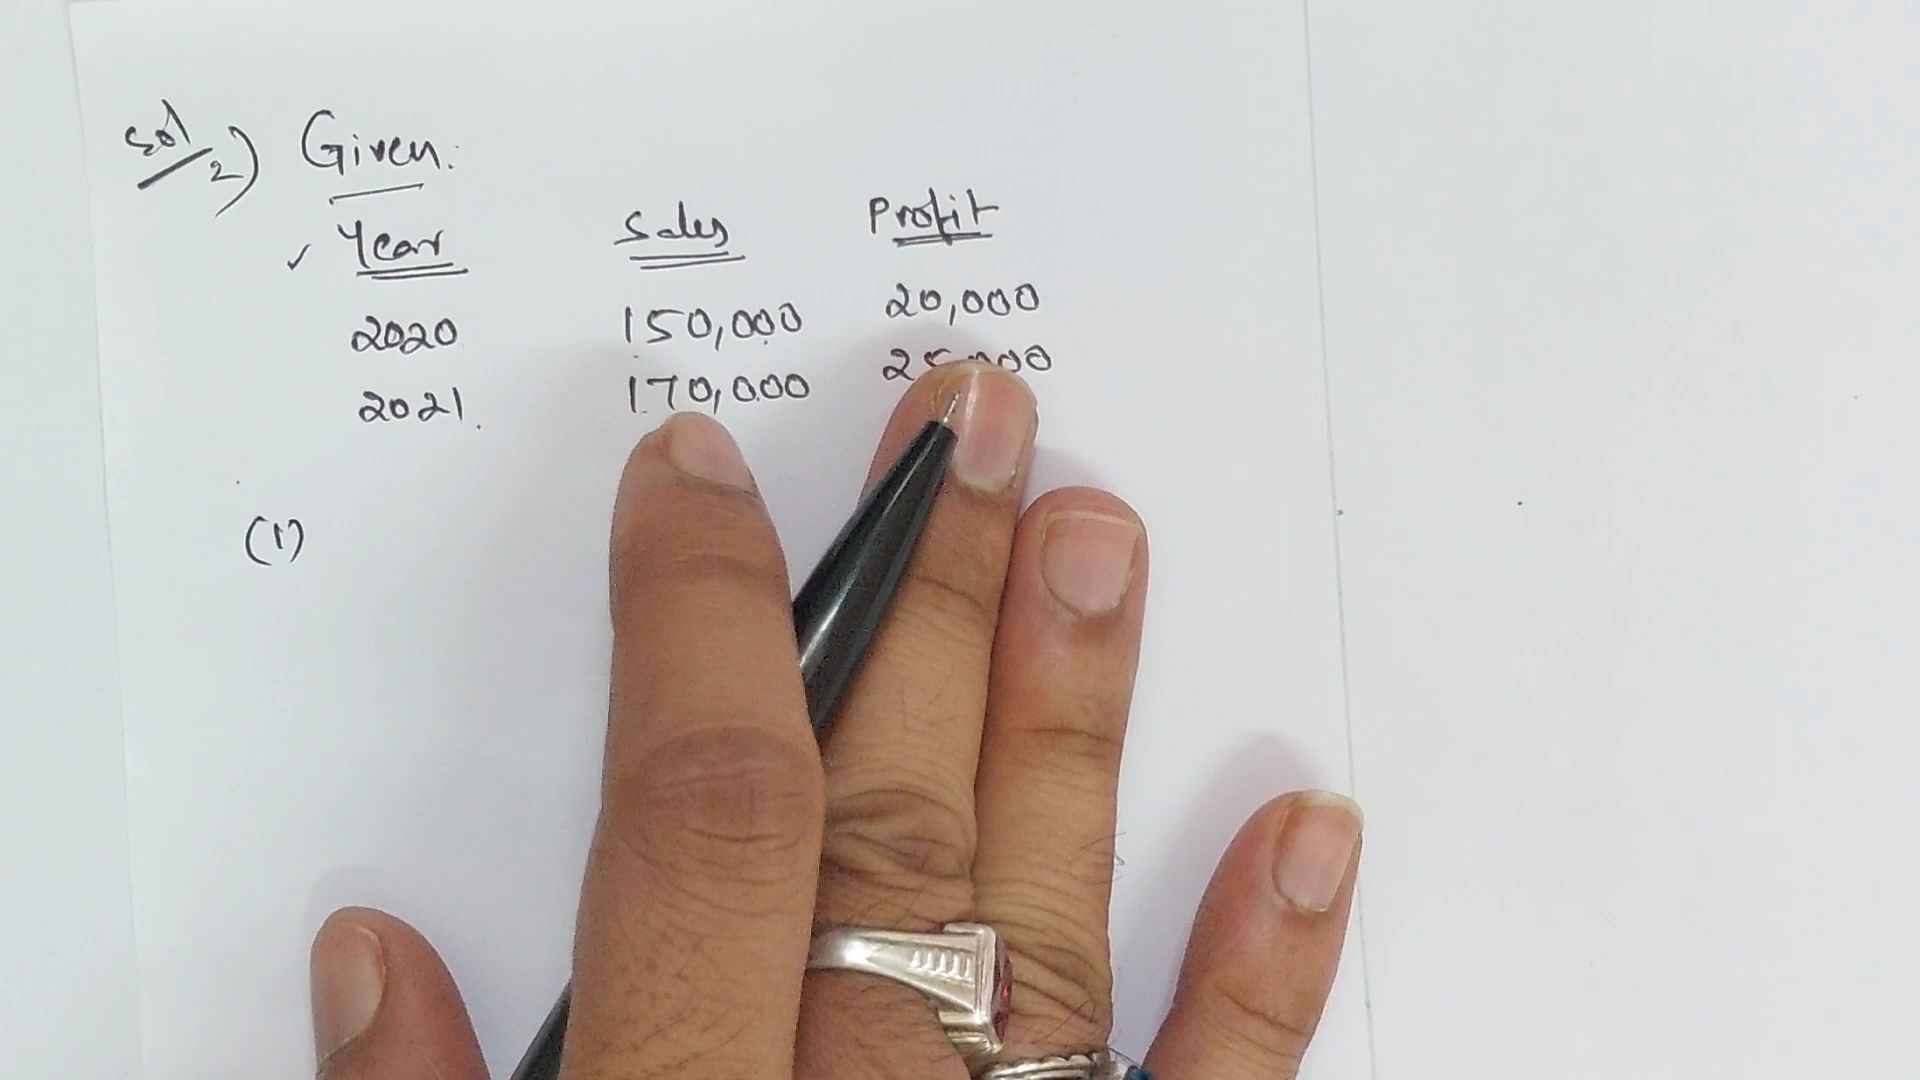 Sol/2) Given:
✓ Year Sales Profit
2020 150,000 20,000
2021. 170,000
(1)